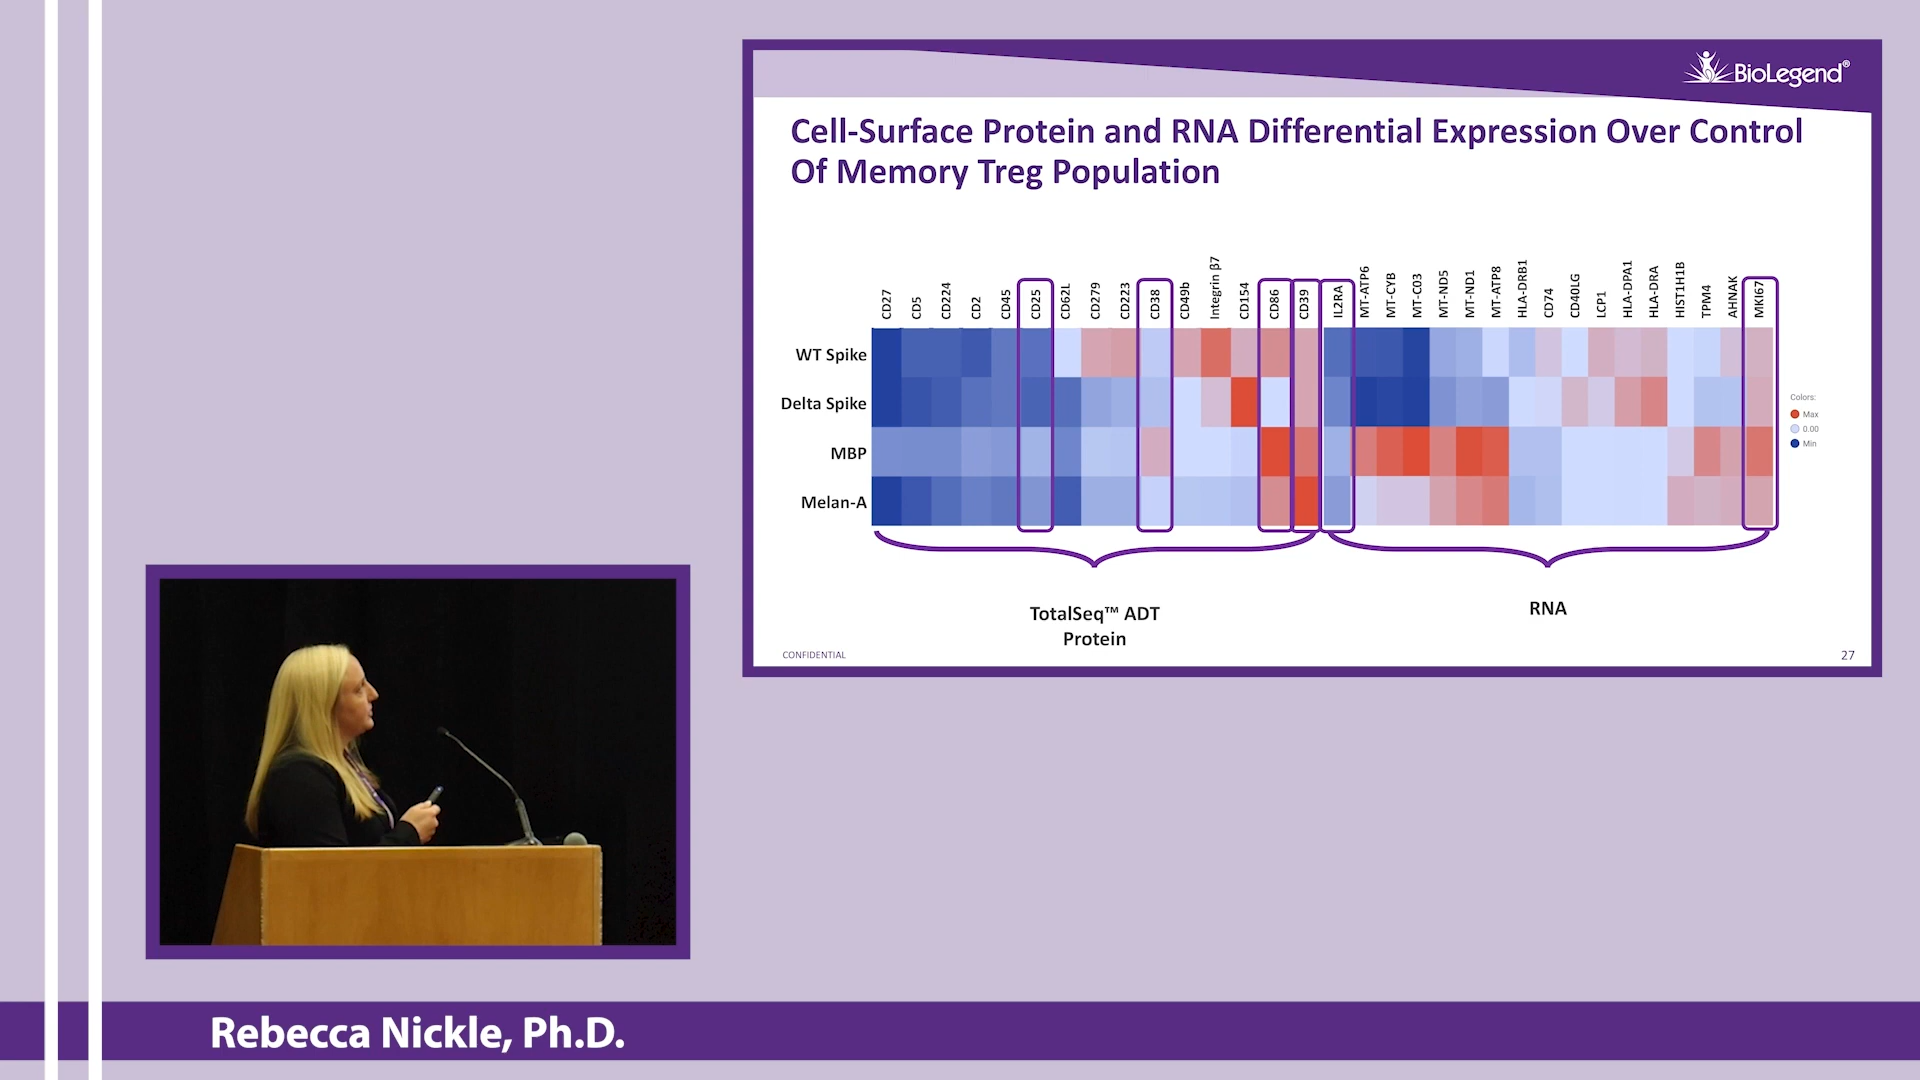 BioLegend®
Cell-Surface Protein and RNA Differential Expression Over Control
Of Memory Treg Population
CD27
CD5
CD224
CD2
CD45
CD25
CD62L
CD279
CD223
CD38
CD49b
Integrin β7
CD154
CD86
CD39
IL2RA
MT-ATP6
MT-CYB
MT-C03
MT-ND5
MT-ND1
MT-ATP8
HLA-DRB1
CD74
CD40LG
LCP1
HLA-DPA1
HLA-DRA
HIST1H1B
TPM4
AHNAK
MKI67
WT Spike
Delta Spike
MBP
Melan-A
Colors:
Max
0.00
Min
TotalSeq™ ADT
Protein
RNA
CONFIDENTIAL
27
Rebecca Nickle, Ph.D.